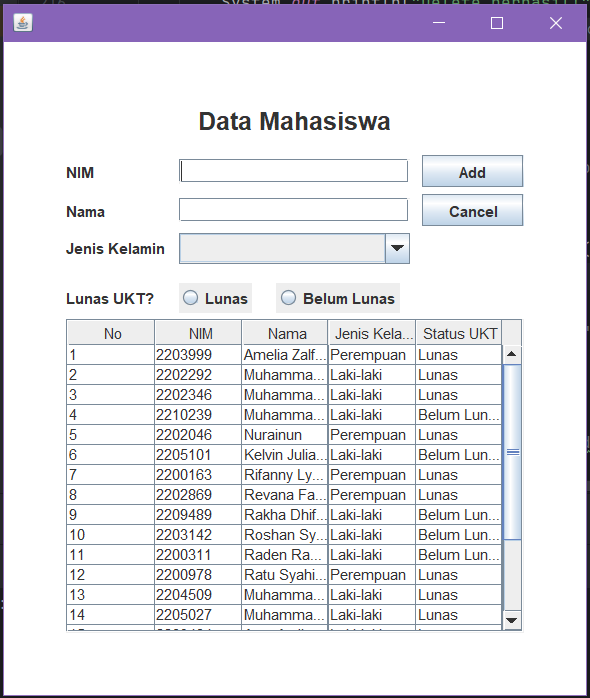 System.out.println("Delete berhasil!"
Data Mahasiswa
NIM Add
Nama Cancel
Jenis Kelamin
Lunas UKT? Lunas Belum Lunas
No NIM Nama Jenis Kela... Status UKT
1 2203999 Amelia Zalf... Perempuan Lunas
2 2202292 Muhamma... Laki-laki Lunas
3 2202346 Muhamma... Laki-laki Lunas
4 2210239 Muhamma... Laki-laki Belum Lun...
5 2202046 Nurainun Perempuan Lunas
6 2205101 Kelvin Julia... Laki-laki Belum Lun...
7 2200163 Rifanny Ly... Perempuan Lunas
8 2202869 Revana Fa... Perempuan Lunas
9 2209489 Rakha Dhif... Laki-laki Belum Lun...
10 2203142 Roshan Sy... Laki-laki Belum Lun...
11 2200311 Raden Ra... Laki-laki Belum Lun...
12 2200978 Ratu Syahi... Perempuan Lunas
13 2204509 Muhamma... Laki-laki Lunas
14 2205027 Muhamma... Laki-laki Lunas